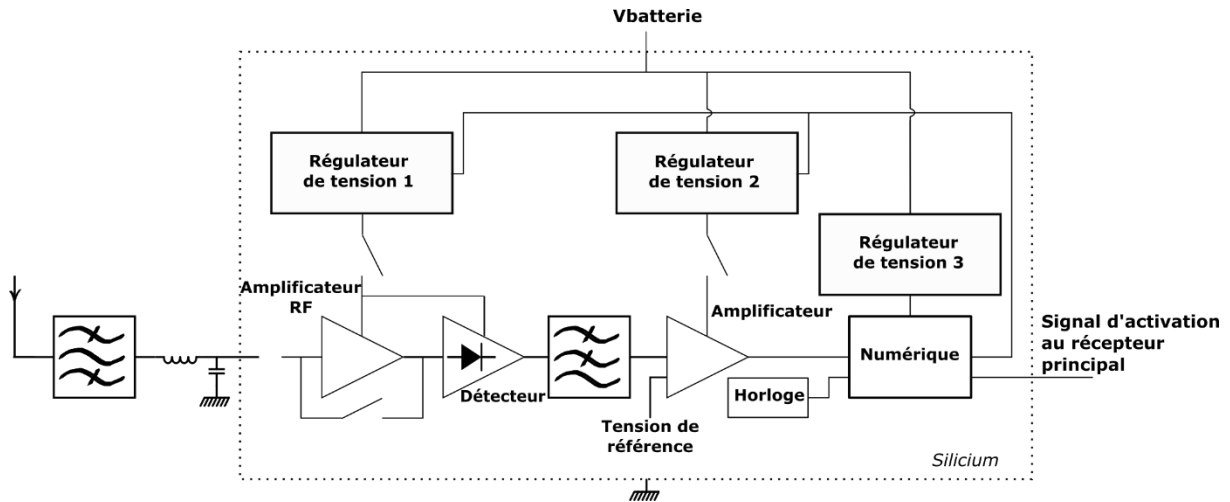 Vbatterie
Régulateur
de tension 1
Régulateur
de tension 2
Régulateur
de tension 3
Amplificateur
RF
Amplificateur
Détecteur
Numérique
Horloge
Tension de
référence
Signal d'activation
au récepteur
principal
Silicium